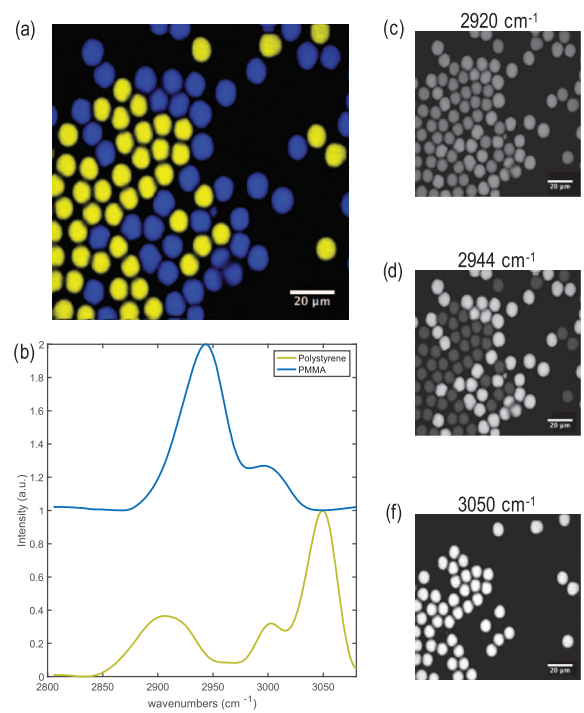 (a)
20 µm
(b)
Polystyrene
PMMA
Intensity (a.u.)
2
1.8
1.6
1.4
1.2
1
0.8
0.6
0.4
0.2
0
2800 2850 2900 2950 3000 3050
wavenumbers (cm⁻¹)
(c)
2920 cm⁻¹
20 µm
(d)
2944 cm⁻¹
20 µm
(f)
3050 cm⁻¹
20 µm